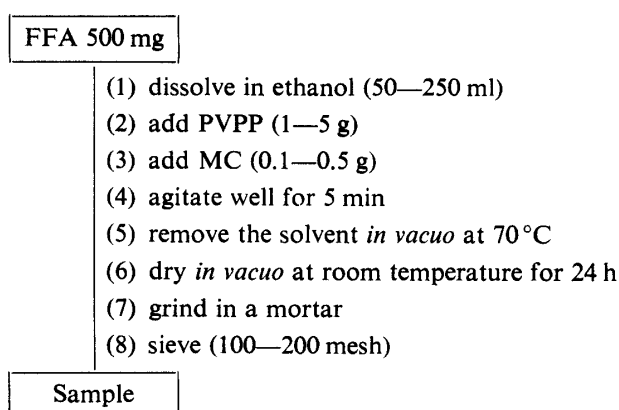 FFA 500 mg
(1) dissolve in ethanol (50—250 ml)
(2) add PVPP (1—5 g)
(3) add MC (0.1—0.5 g)
(4) agitate well for 5 min
(5) remove the solvent in vacuo at 70 °C
(6) dry in vacuo at room temperature for 24 h
(7) grind in a mortar
(8) sieve (100—200 mesh)
Sample